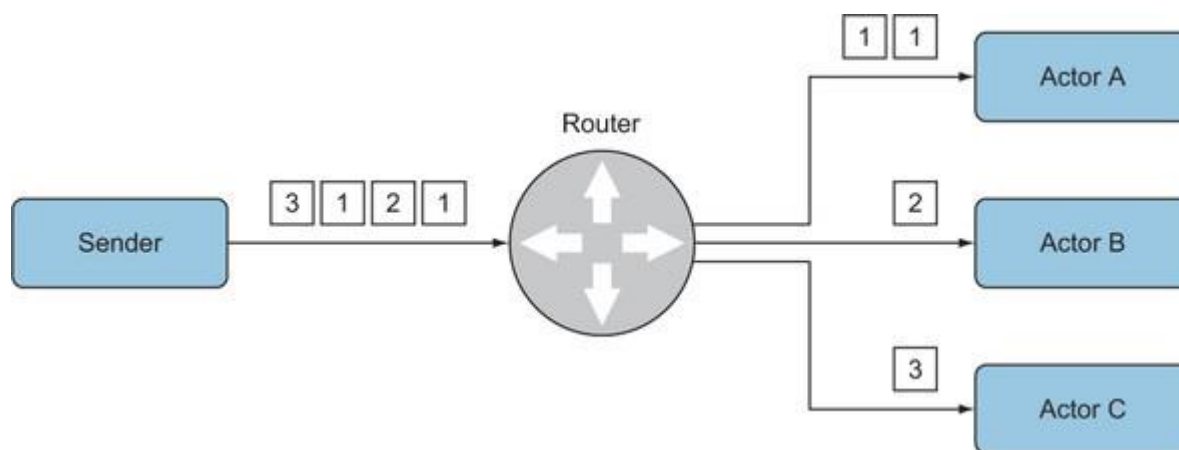 1 1
Actor A
Router
3 1 2 1
2
Sender
Actor B
3
Actor C